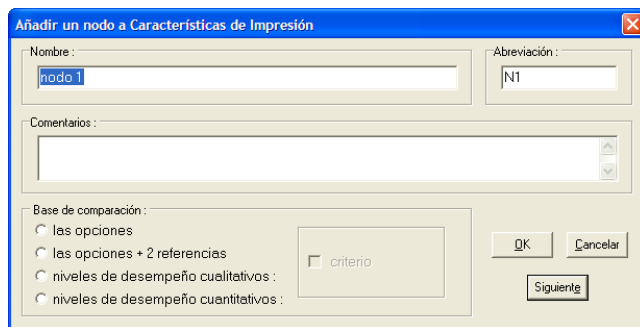 Añadir un nodo a Características de Impresión
Nombre :
nodo 1
Abreviación :
N1
Comentarios :
Base de comparación :
las opciones
las opciones + 2 referencias
niveles de desempeño cualitativos :
niveles de desempeño cuantitativos :
criterio
OK
Cancelar
Siguiente